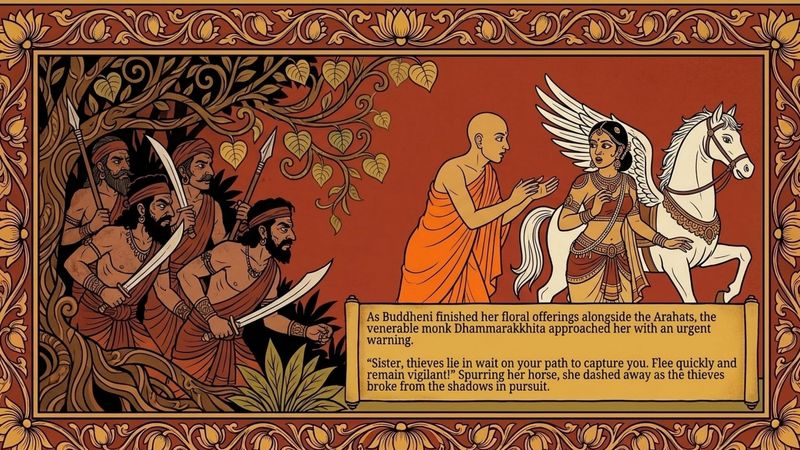 As Buddheni finished her floral offerings alongside the Arahats, the
venerable monk Dhammarakkhita approached her with an urgent
warning.
“Sister, thieves lie in wait on your path to capture you. Flee quickly and
remain vigilant!” Spurring her horse, she dashed away as the thieves
broke from the shadows in pursuit.